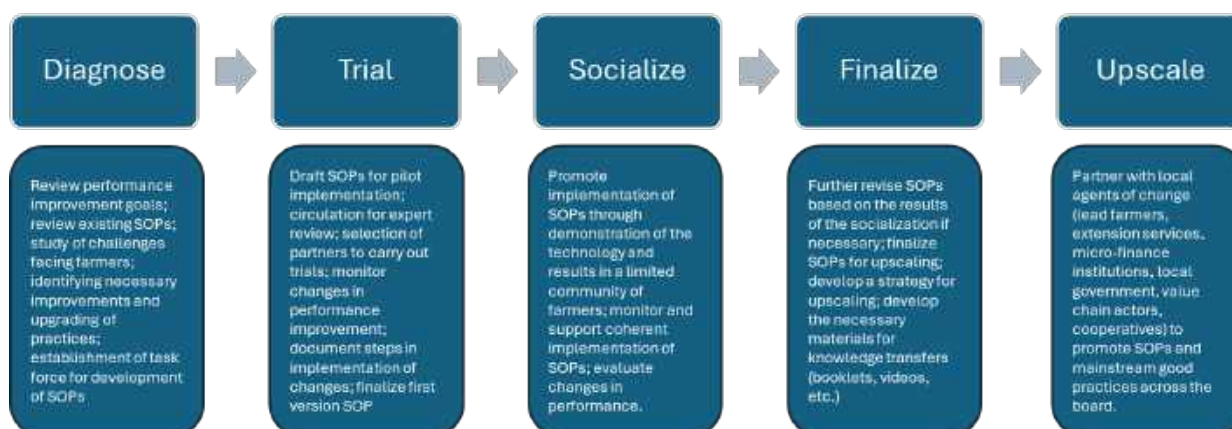 Diagnose
Trial
Socialize
Finalize
Upscale
Review performance
improvement goals;
review existing SOPs;
study of challenges
facing farmers;
identifying necessary
improvements and
upgrading of
practices;
establishment of task
force for development
of SOPs
Draft SOPs for pilot
implementation;
circulation for expert
review; selection of
partners to carry out
trials; monitor
changes in
performance
improvement;
document steps in
implementation of
changes; finalize first
version SOP
Promote
implementation of
SOPs through
demonstration of the
technology and
results in a limited
community of
farmers; monitor and
support coherent
implementation of
SOPs; evaluate
changes in
performance.
Further revise SOPs
based on the results
of the socialization if
necessary; finalize
SOPs for upscaling;
develop a strategy for
upscaling; develop
the necessary
materials for
knowledge transfers
(booklets, videos,
etc.)
Partner with local
agents of change
(lead farmers,
extension services,
micro-finance
institutions, local
government, value
chain actors,
cooperatives) to
promote SOPs and
mainstream good
practices across the
board.